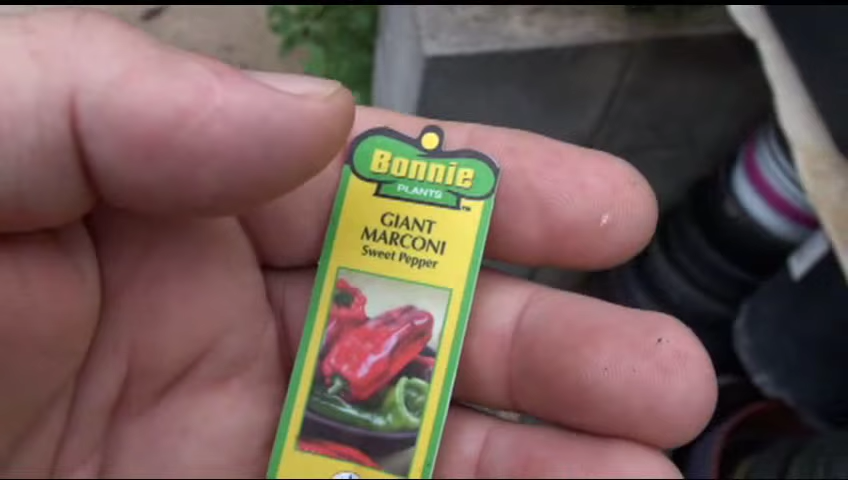 Bonnie
PLANTS
GIANT
MARCONI
Sweet Pepper